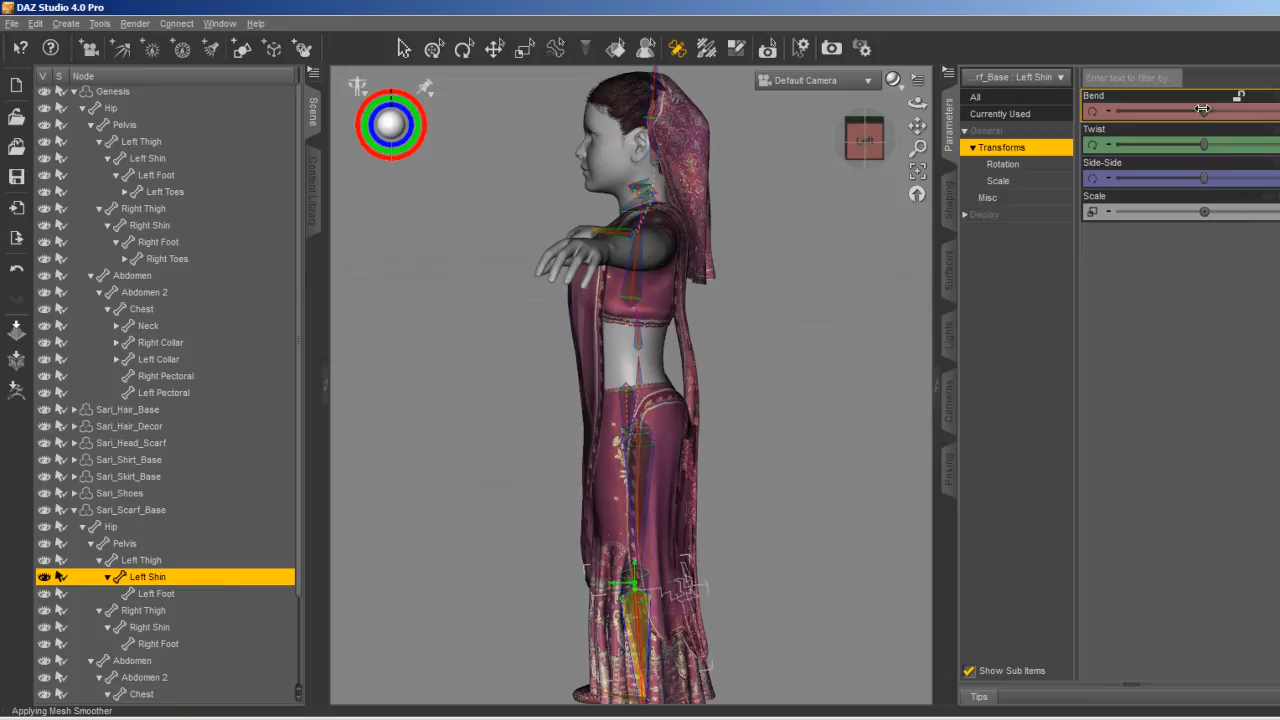 DAZ Studio 4.0 Pro
File Edit Create Tools Render Connect Window Help
V S Node
Genesis
Hip
Pelvis
Left Thigh
Left Shin
Left Foot
Left Toes
Right Thigh
Right Shin
Right Foot
Right Toes
Abdomen
Abdomen 2
Chest
Neck
Right Collar
Left Collar
Right Pectoral
Left Pectoral
Sari_Hair_Base
Sari_Hair_Decor
Sari_Head_Scarf
Sari_Shirt_Base
Sari_Skirt_Base
Sari_Shoes
Sari_Scarf_Base
Hip
Pelvis
Left Thigh
Left Shin
Left Foot
Right Thigh
Right Shin
Right Foot
Abdomen
Abdomen 2
Chest
Applying Mesh Smoother
Scene
Content Library
Default Camera
Left
Parameters
Shaping
Surfaces
Lights
Cameras
Posing
...rf_Base : Left Shin
All
Currently Used
General
Transforms
Rotation
Scale
Misc
Display
Show Sub Items
Tips
Enter text to filter by...
Bend
Twist
Side-Side
Scale